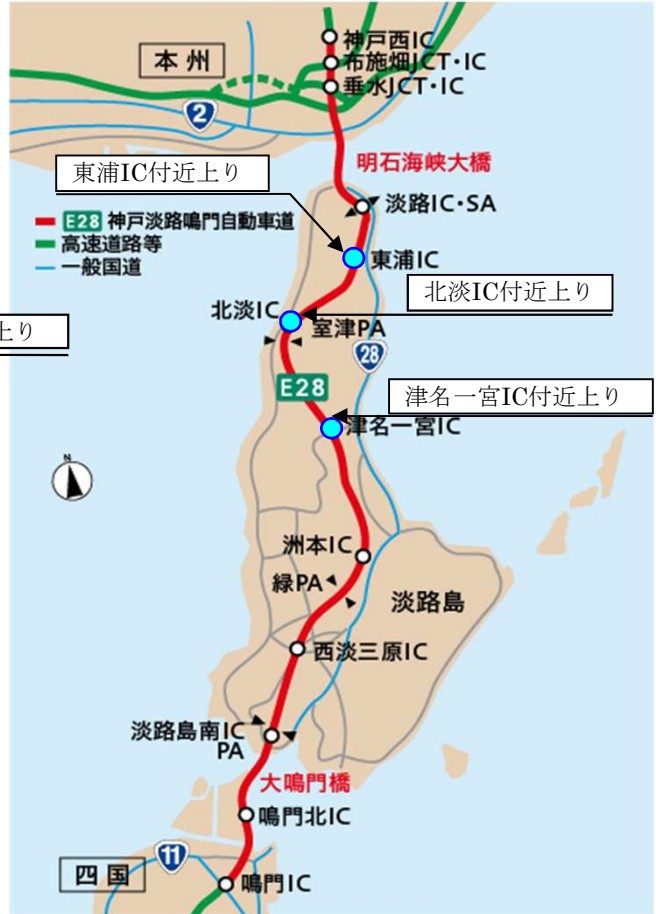 神戸西IC
本州
布施畑JCT・IC
垂水JCT・IC
2
明石海峡大橋
東浦IC付近上り
淡路IC・SA
E28 神戸淡路鳴門自動車道
高速道路等
一般国道
東浦IC
北淡IC付近上り
北淡IC
上り
室津PA
28
E28
津名一宮IC付近上り
津名一宮IC
N
洲本IC
緑PA
淡路島
西淡三原IC
淡路島南IC
PA
大鳴門橋
鳴門北IC
11
四国
鳴門IC